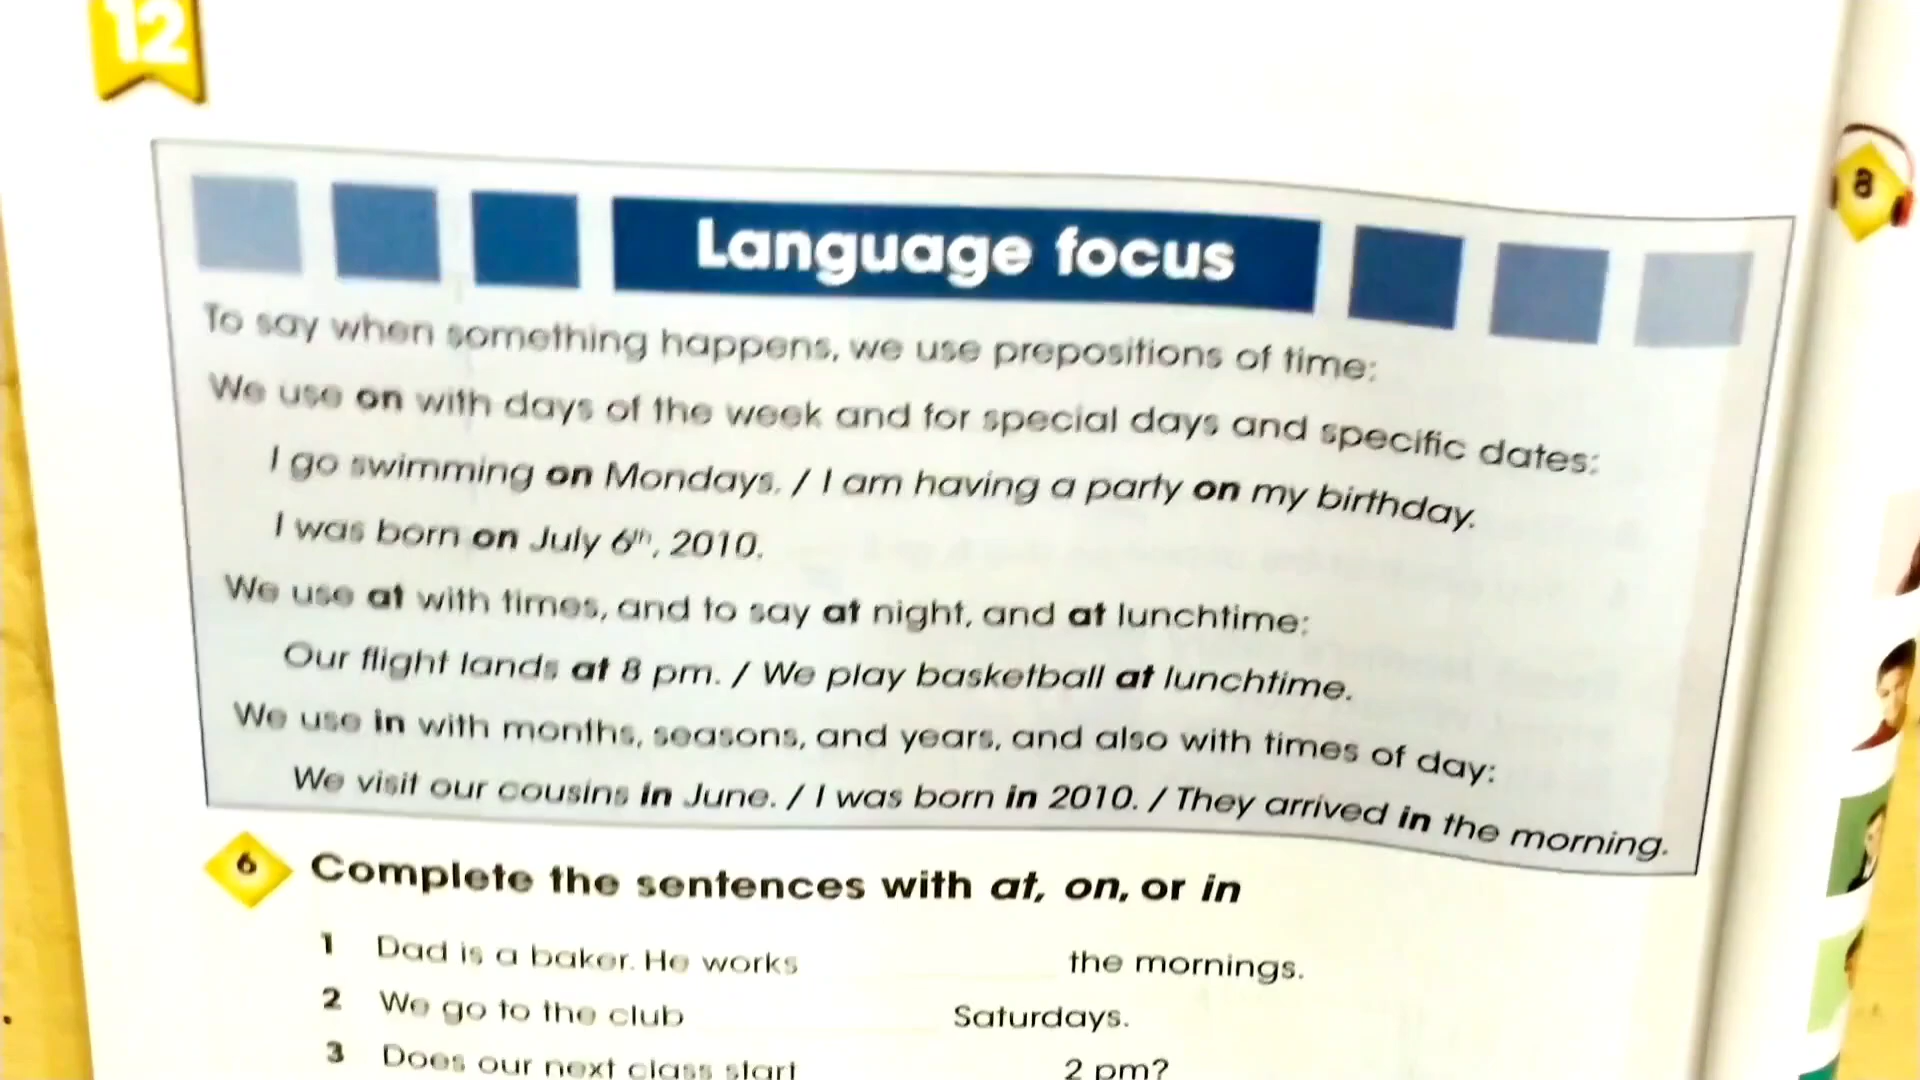 12
Language focus
To say when something happens, we use prepositions of time:
We use on with days of the week and for special days and specific dates:
I go swimming on Mondays. / I am having a party on my birthday.
I was born on July 6th, 2010.
We use at with times, and to say at night, and at lunchtime:
Our flight lands at 8 pm. / We play basketball at lunchtime.
We use in with months, seasons, and years, and also with times of day:
We visit our cousins in June. / I was born in 2010. / They arrived in the morning.
6 Complete the sentences with at, on, or in
1 Dad is a baker. He works the mornings.
2 We go to the club Saturdays.
3 Does our next class start 2 pm?
8